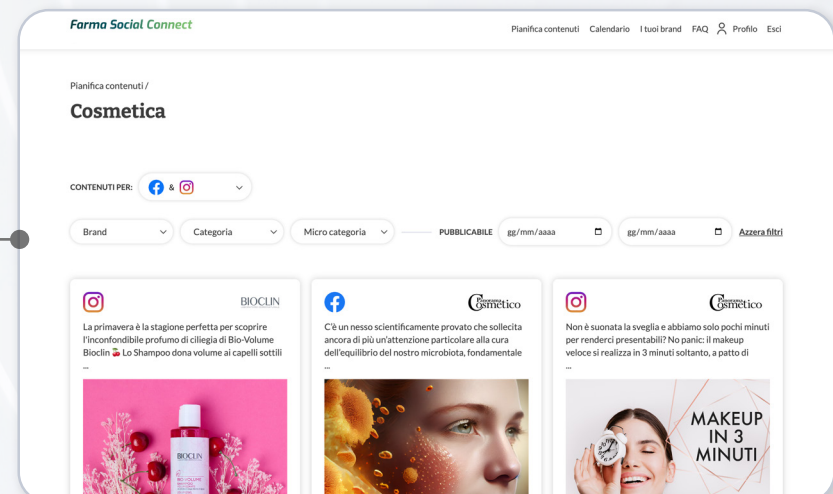 Farma Social Connect
Pianifica contenuti Calendario I tuoi brand FAQ Profilo Esci
Pianifica contenuti /
Cosmetica
CONTENUTI PER: &
Brand Categoria Micro categoria PUBBLICABILE gg/mm/aaaa gg/mm/aaaa Azzera filtri
BIOCLIN
La primavera è la stagione perfetta per scoprire
l'inconfondibile profumo di ciliegia di Bio-Volume
Bioclin 🍒 Lo Shampoo dona volume ai capelli sottili
...
BIOCLIN
BIO-VOLUME
Panorama
Cosmetico
C'è un nesso scientificamente provato che sollecita
ancora di più un'attenzione particolare alla cura
dell'equilibrio del nostro microbiota, fondamentale
...
Panorama
Cosmetico
Non è suonata la sveglia e abbiamo solo pochi minuti
per renderci presentabili? No panic: il makeup
veloce si realizza in 3 minuti soltanto, a patto di
...
MAKEUP
IN 3
MINUTI